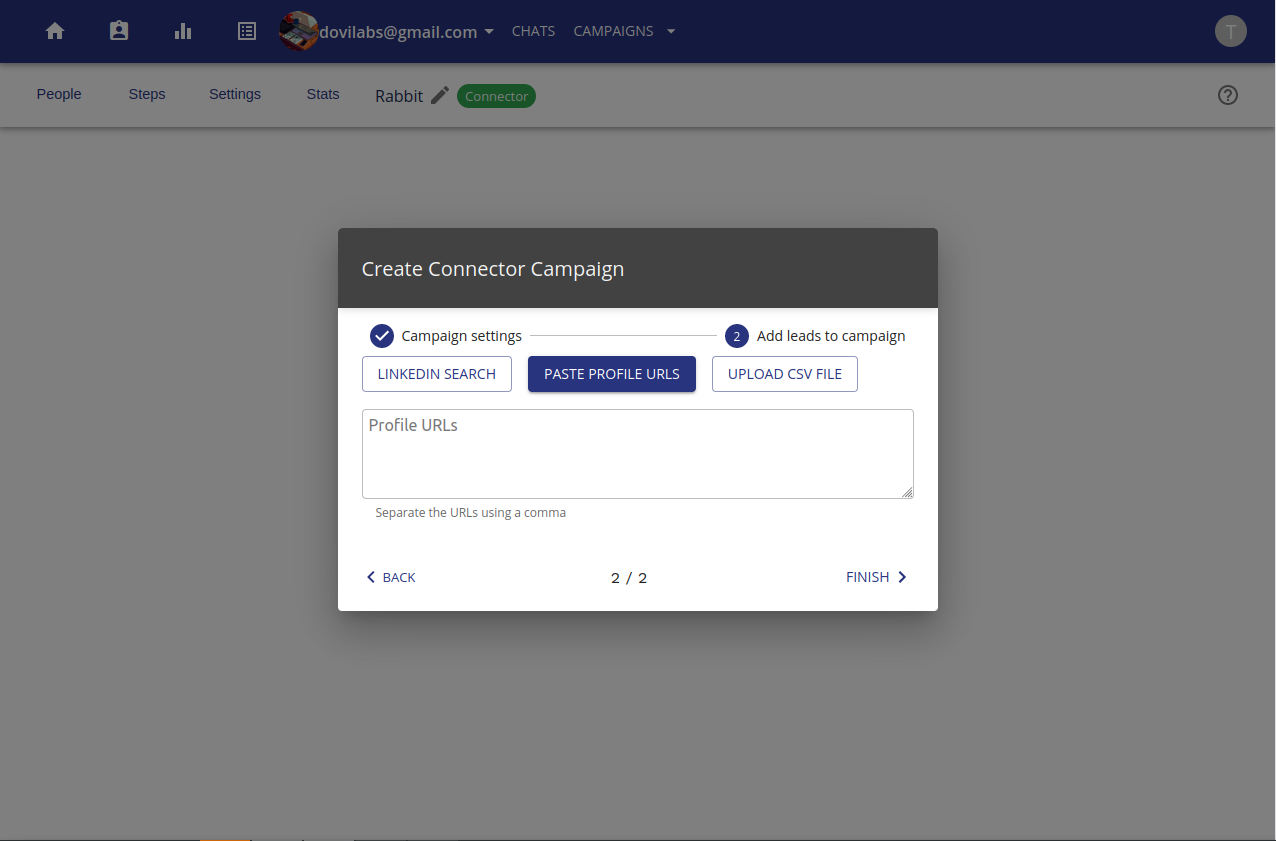 dovilabs@gmail.com CHATS CAMPAIGNS T
People Steps Settings Stats Rabbit Connector
Create Connector Campaign
Campaign settings 2 Add leads to campaign
LINKEDIN SEARCH PASTE PROFILE URLS UPLOAD CSV FILE
Profile URLs
Separate the URLs using a comma
BACK 2 / 2 FINISH